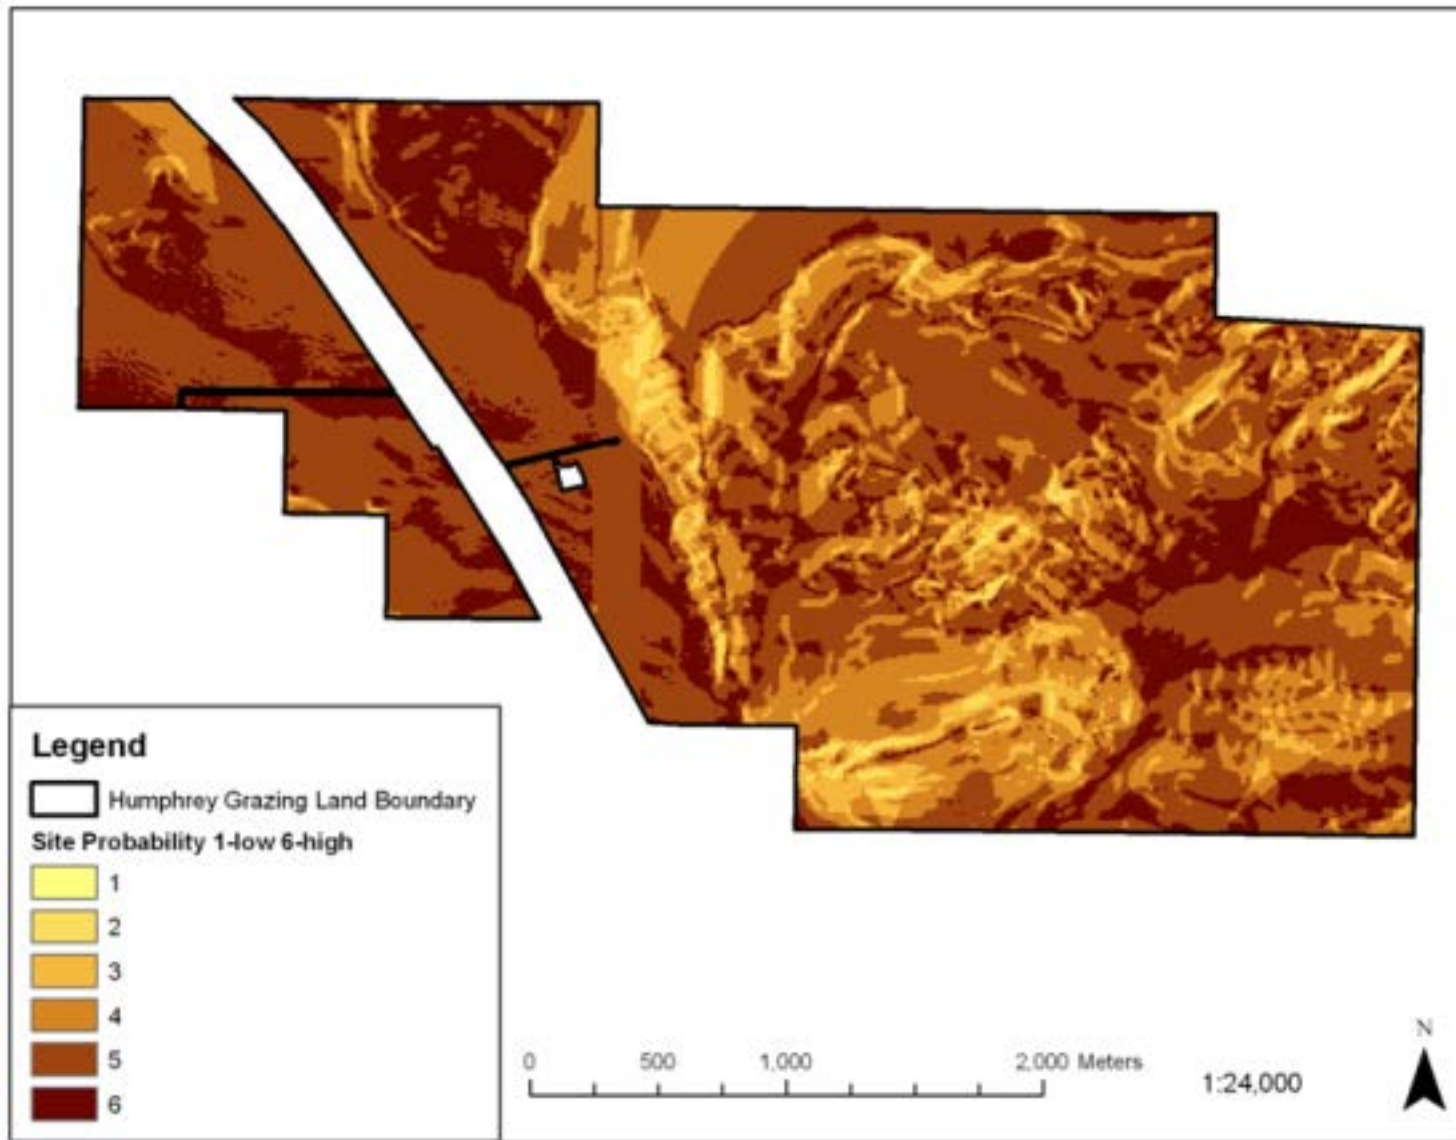 Legend
Humphrey Grazing Land Boundary
Site Probability 1-low 6-high
1
2
3
4
5
6
0 500 1,000 2,000 Meters
1:24,000
N